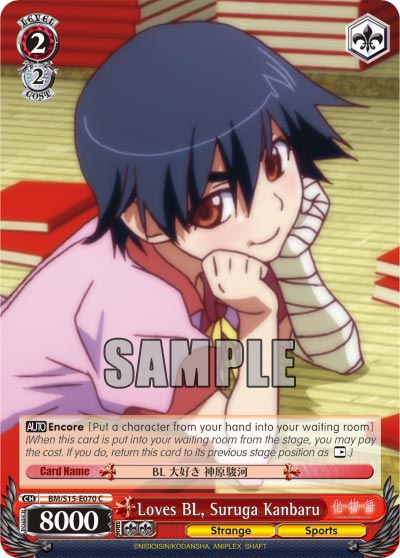 LEVEL
2
2
COST
SAMPLE
AUTO Encore [Put a character from your hand into your waiting room]
(When this card is put into your waiting room from the stage, you may pay
the cost. If you do, return this card to its previous stage position as .)
Card Name BL 大好き 神原駿河
CH BM/S15-E070 C
Loves BL, Suruga Kanbaru
化物語
POWER 8000
Strange Sports
©NISIOISIN/KODANSHA, ANIPLEX, SHAFT